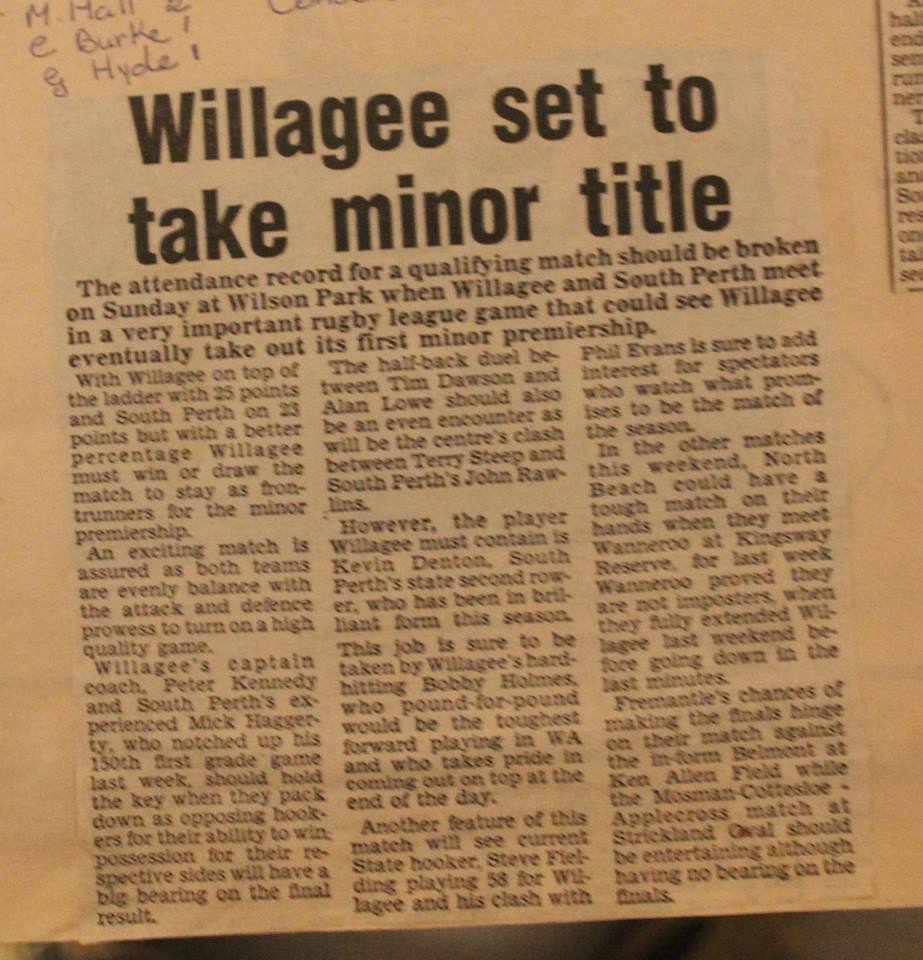 M. Hall &
e Burke!
g Hyde!
Willagee set to
take minor title
The attendance record for a qualifying match should be broken
on Sunday at Wilson Park when Willagee and South Perth meet
in a very important rugby league game that could see Willagee
eventually take out its first minor premiership.
With Willagee on top of
the ladder with 25 points
and South Perth on 23
points but with a better
percentage Willagee
must win or draw the
match to stay as fron-
trunners for the minor
premiership.
An exciting match is
assured as both teams
are evenly balance with
the attack and defence
prowess to turn on a high
quality game.
Willagee's captain
coach, Peter Kennedy
and South Perth's ex-
perienced Mick Hagger-
ty, who notched up his
150th first grade game
last week, should hold
the key when they pack
down as opposing hook-
ers for their ability to win
possession for their re-
spective sides will have a
big bearing on the final
result.
The half-back duel be-
tween Tim Dawson and
Alan Lowe should also
be an even encounter as
will be the centre's clash
between Terry Steep and
South Perth's John Raw-
lins.
However, the player
Willagee must contain is
Kevin Denton, South
Perth's state second row-
er, who has been in bril-
liant form this season.
This job is sure to be
taken by Willagee's hard-
hitting Bobby Holmes,
who pound-for-pound
would be the toughest
forward playing in WA
and who takes pride in
coming out on top at the
end of the day.
Another feature of this
match will see current
State hooker, Steve Fiel-
ding playing 58 for Wil-
lagee and his clash with
Phil Evans is sure to add
interest for spectators
who watch what prom-
ises to be the match of
the season.
In the other matches
this weekend, North
Beach could have a
tough match on their
hands when they meet
Wanneroo at Kingsway
Reserve, for last week
Wanneroo proved they
are not imposters, when
they fully extended Wil-
lagee last weekend be-
fore going down in the
last minutes.
Fremantle's chances of
making the finals hinge
on their match against
the in-form Belmont at
Ken Allen Field while
the Mosman-Cottesloe -
Applecross match at
Strickland Oval should
be entertaining although
having no bearing on the
finals.